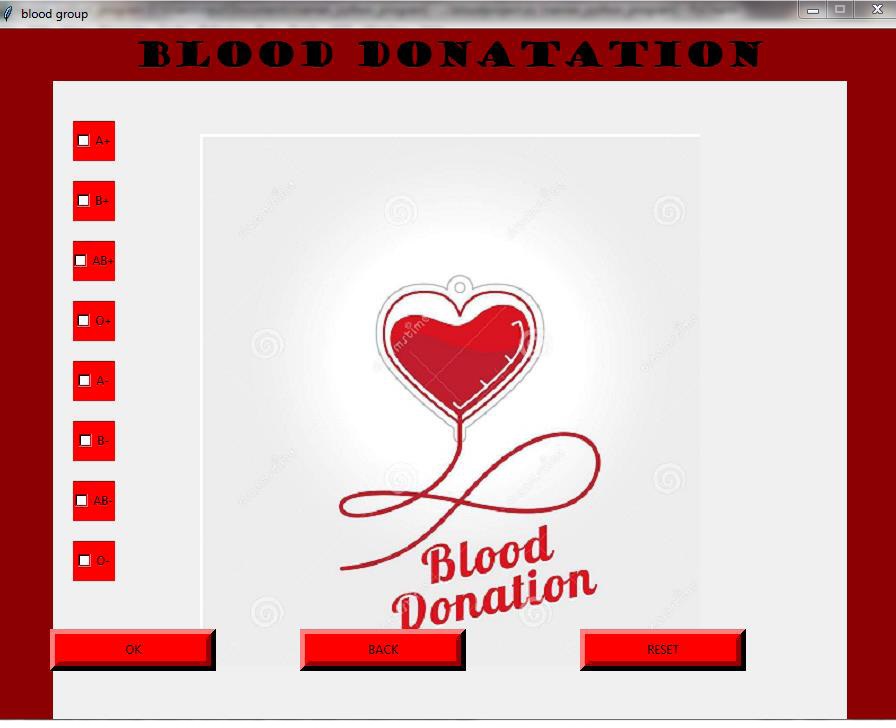 blood group
BLOOD DONATATION
A+
B+
AB+
O+
A-
B-
AB-
O-
Blood
Donation
OK
BACK
RESET